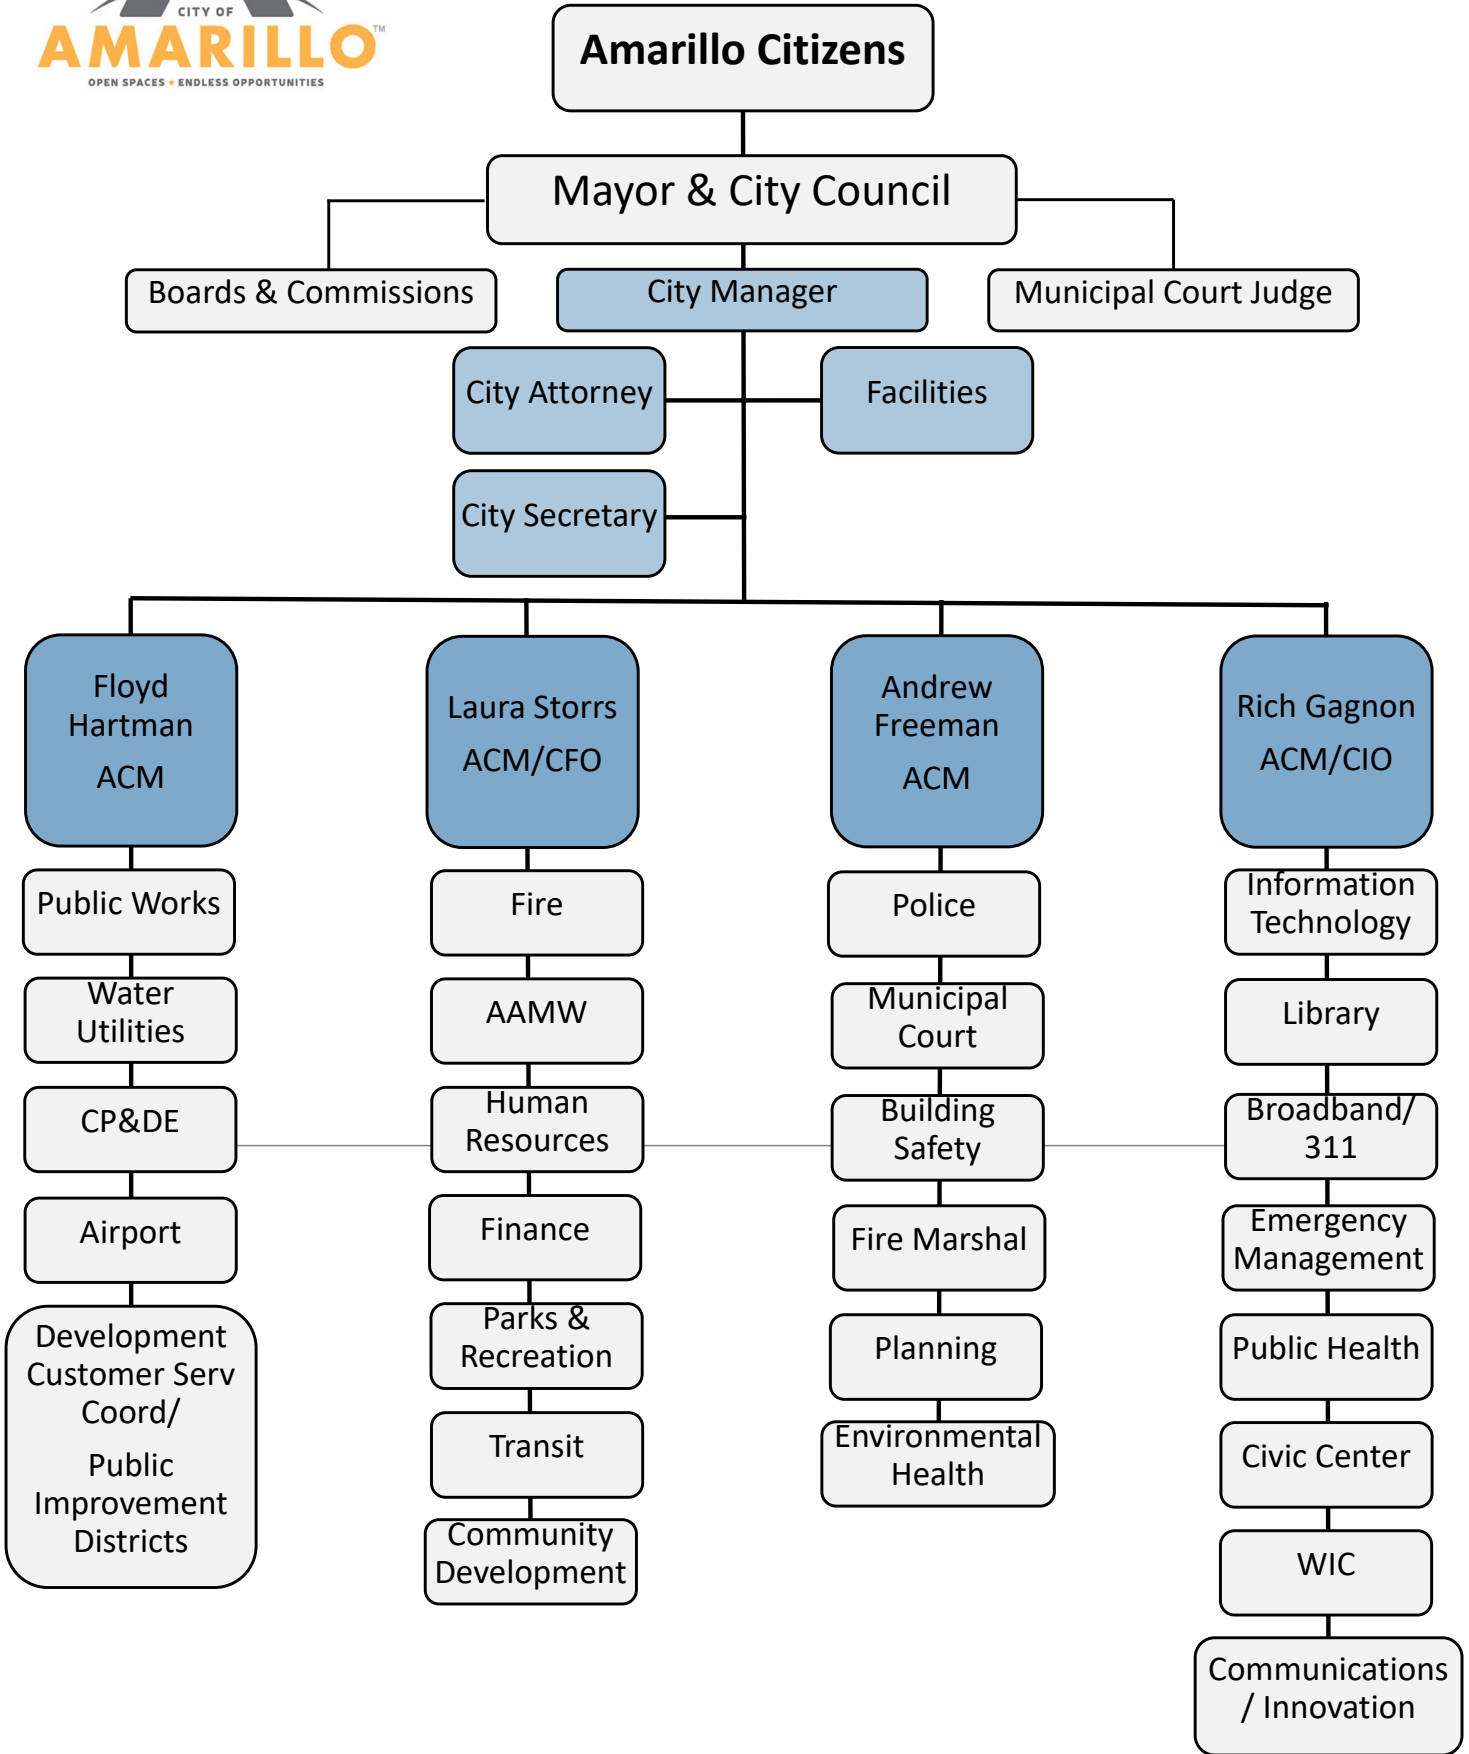 CITY OF
AMARILLO™
OPEN SPACES ★ ENDLESS OPPORTUNITIES
Amarillo Citizens
Mayor & City Council
Boards & Commissions
City Manager
Municipal Court Judge
City Attorney
Facilities
City Secretary
Floyd
Hartman
ACM
Laura Storrs
ACM/CFO
Andrew
Freeman
ACM
Rich Gagnon
ACM/CIO
Public Works
Water
Utilities
CP&DE
Airport
Development
Customer Serv
Coord/
Public
Improvement
Districts
Fire
AAMW
Human
Resources
Finance
Parks &
Recreation
Transit
Community
Development
Police
Municipal
Court
Building
Safety
Fire Marshal
Planning
Environmental
Health
Information
Technology
Library
Broadband/
311
Emergency
Management
Public Health
Civic Center
WIC
Communications
/ Innovation